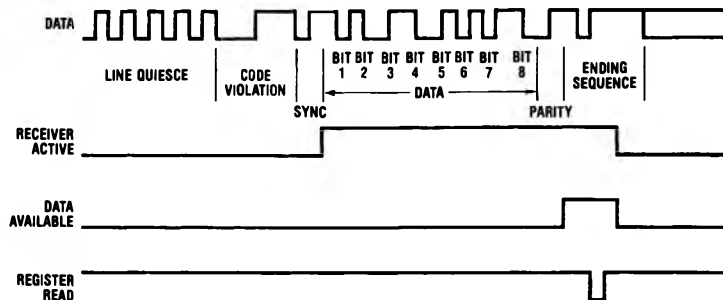 DATA
BIT BIT BIT BIT BIT BIT BIT BIT
1 2 3 4 5 6 7 8
LINE QUIESCE
CODE
VIOLATION
SYNC
DATA
PARITY
ENDING
SEQUENCE
RECEIVER
ACTIVE
DATA
AVAILABLE
REGISTER
READ